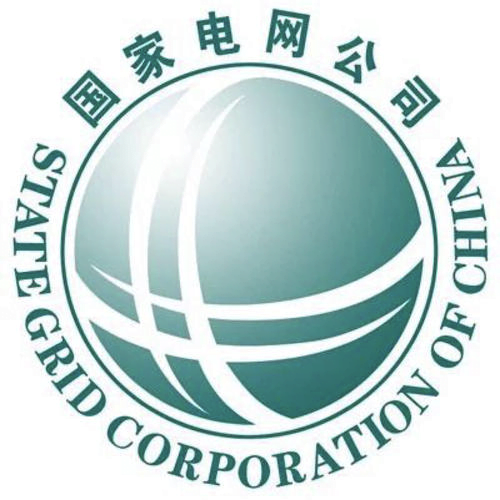 国家电网公司
STATE GRID CORPORATION OF CHINA